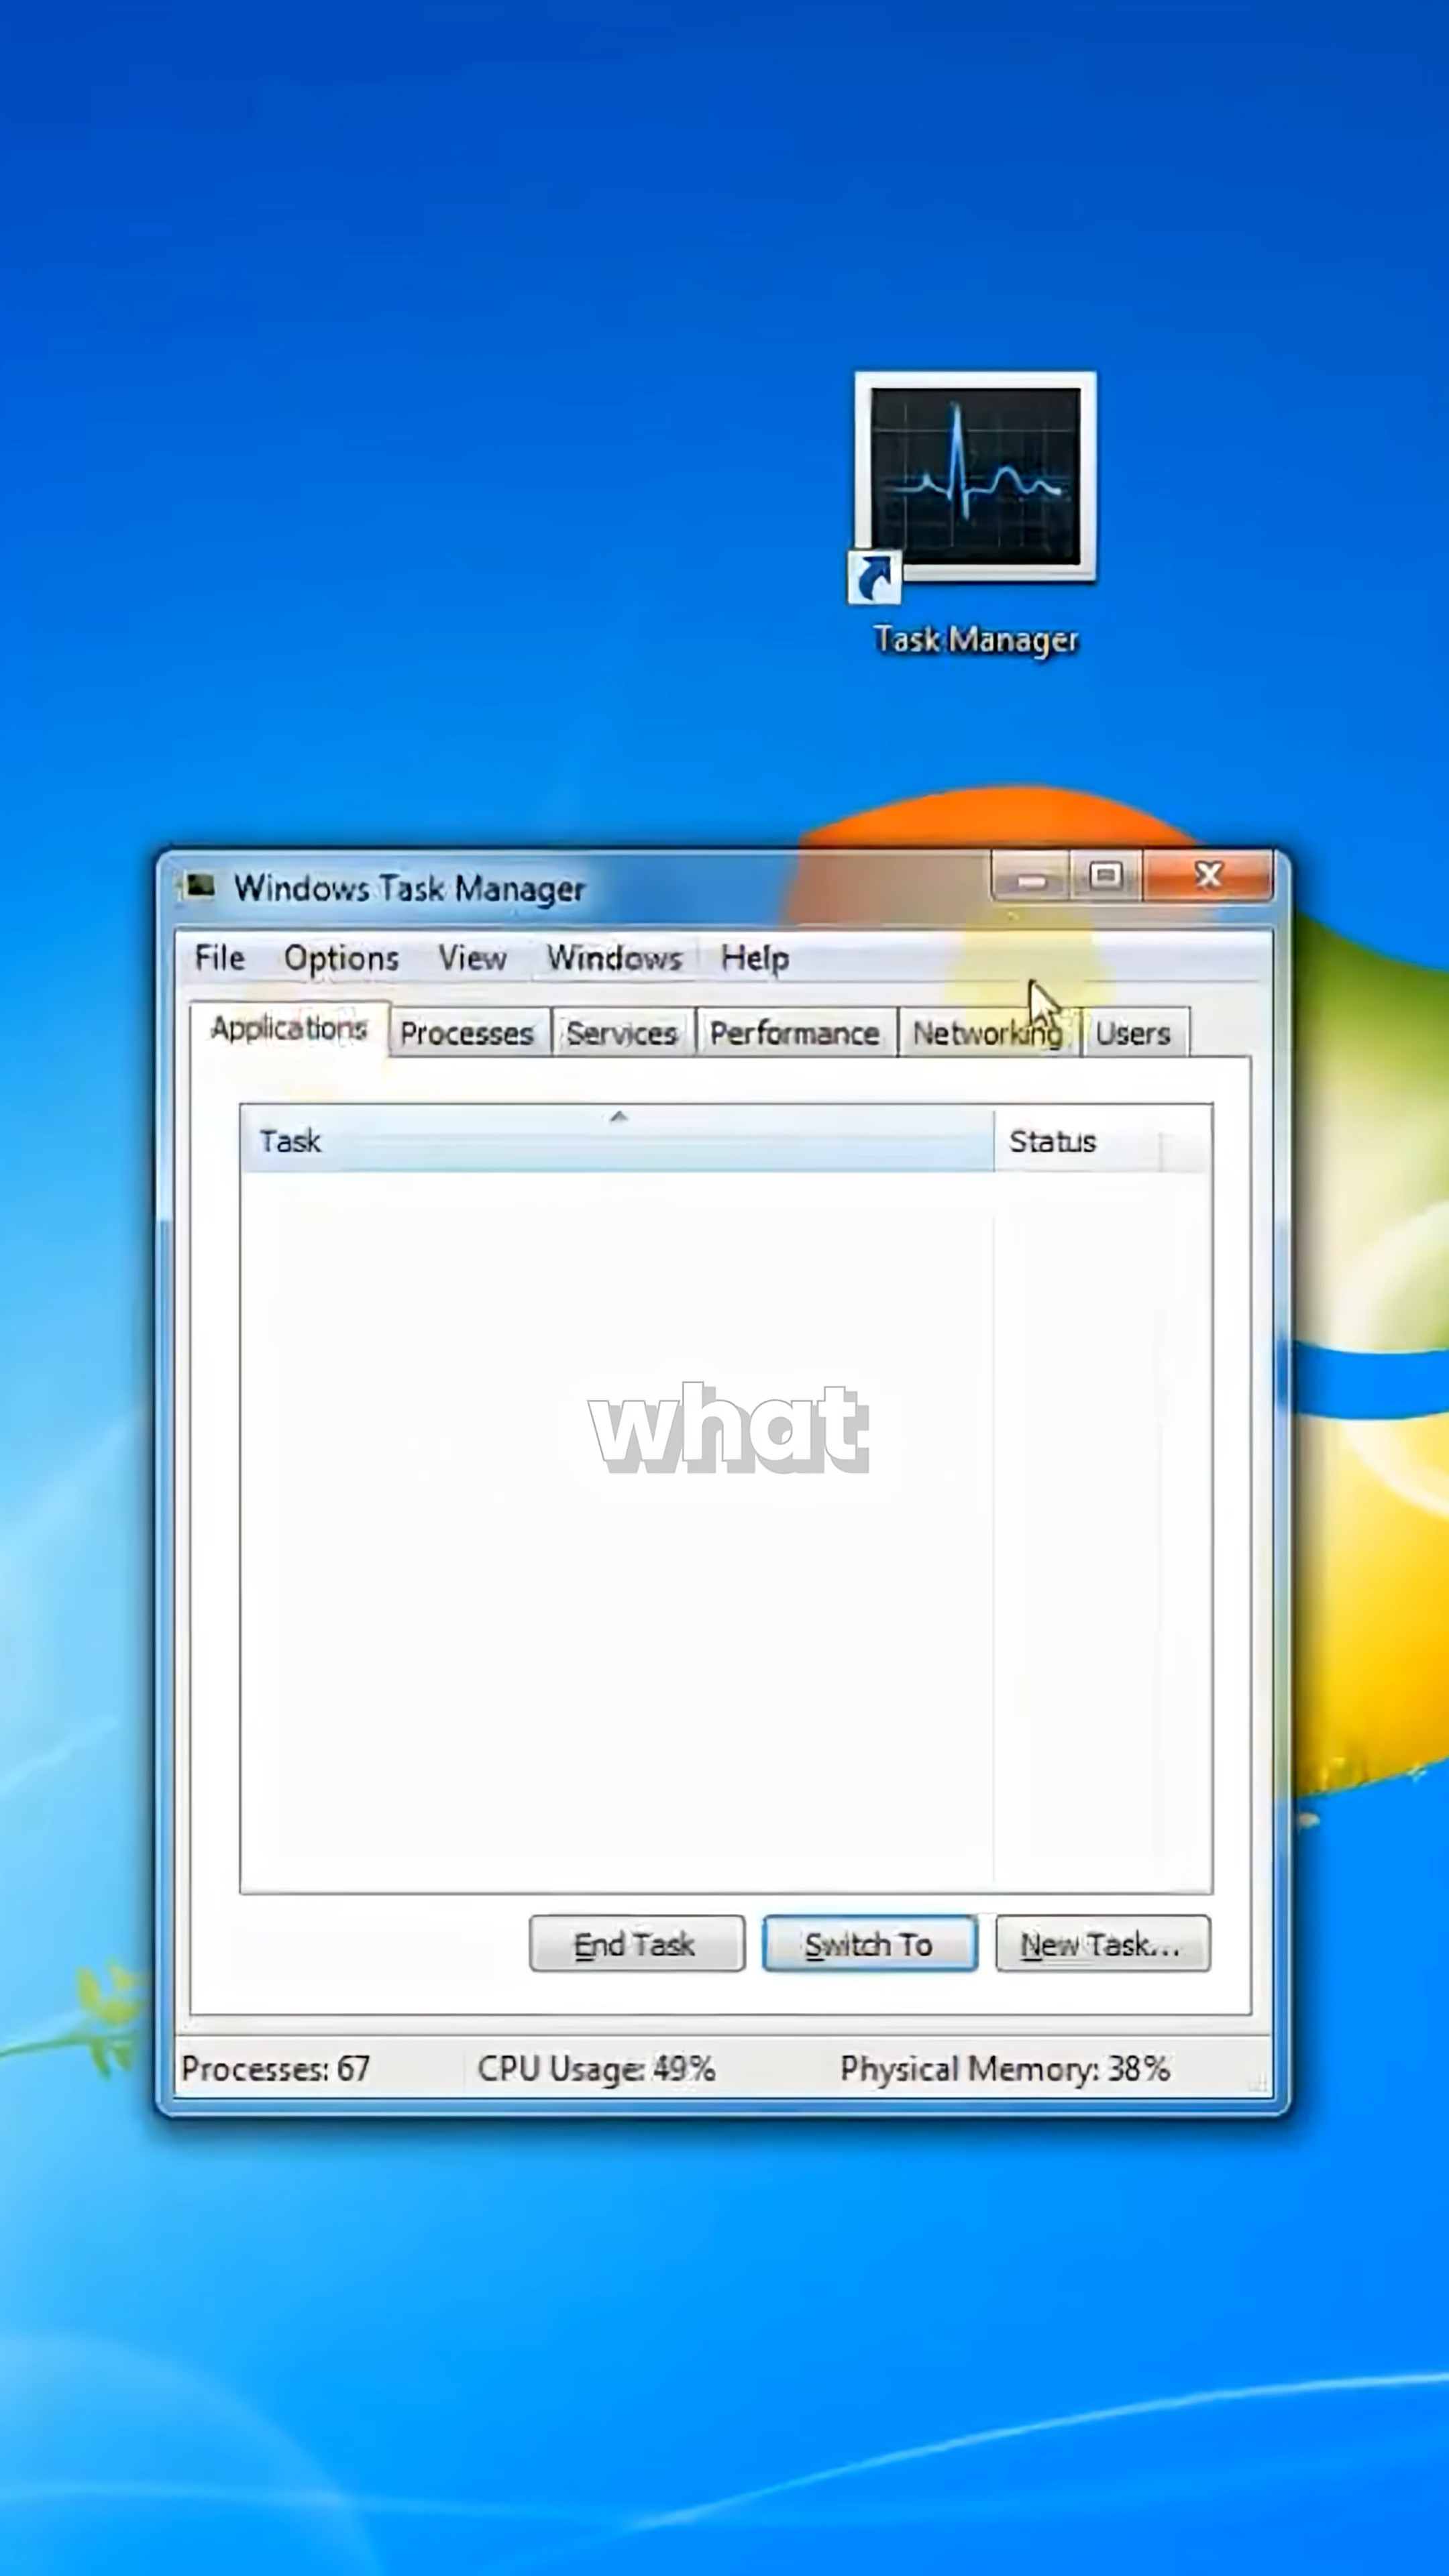 Task Manager
Windows Task Manager
File Options View Windows Help
Applications Processes Services Performance Networking Users
Task Status
what
End Task Switch To New Task...
Processes: 67 CPU Usage: 49% Physical Memory: 38%